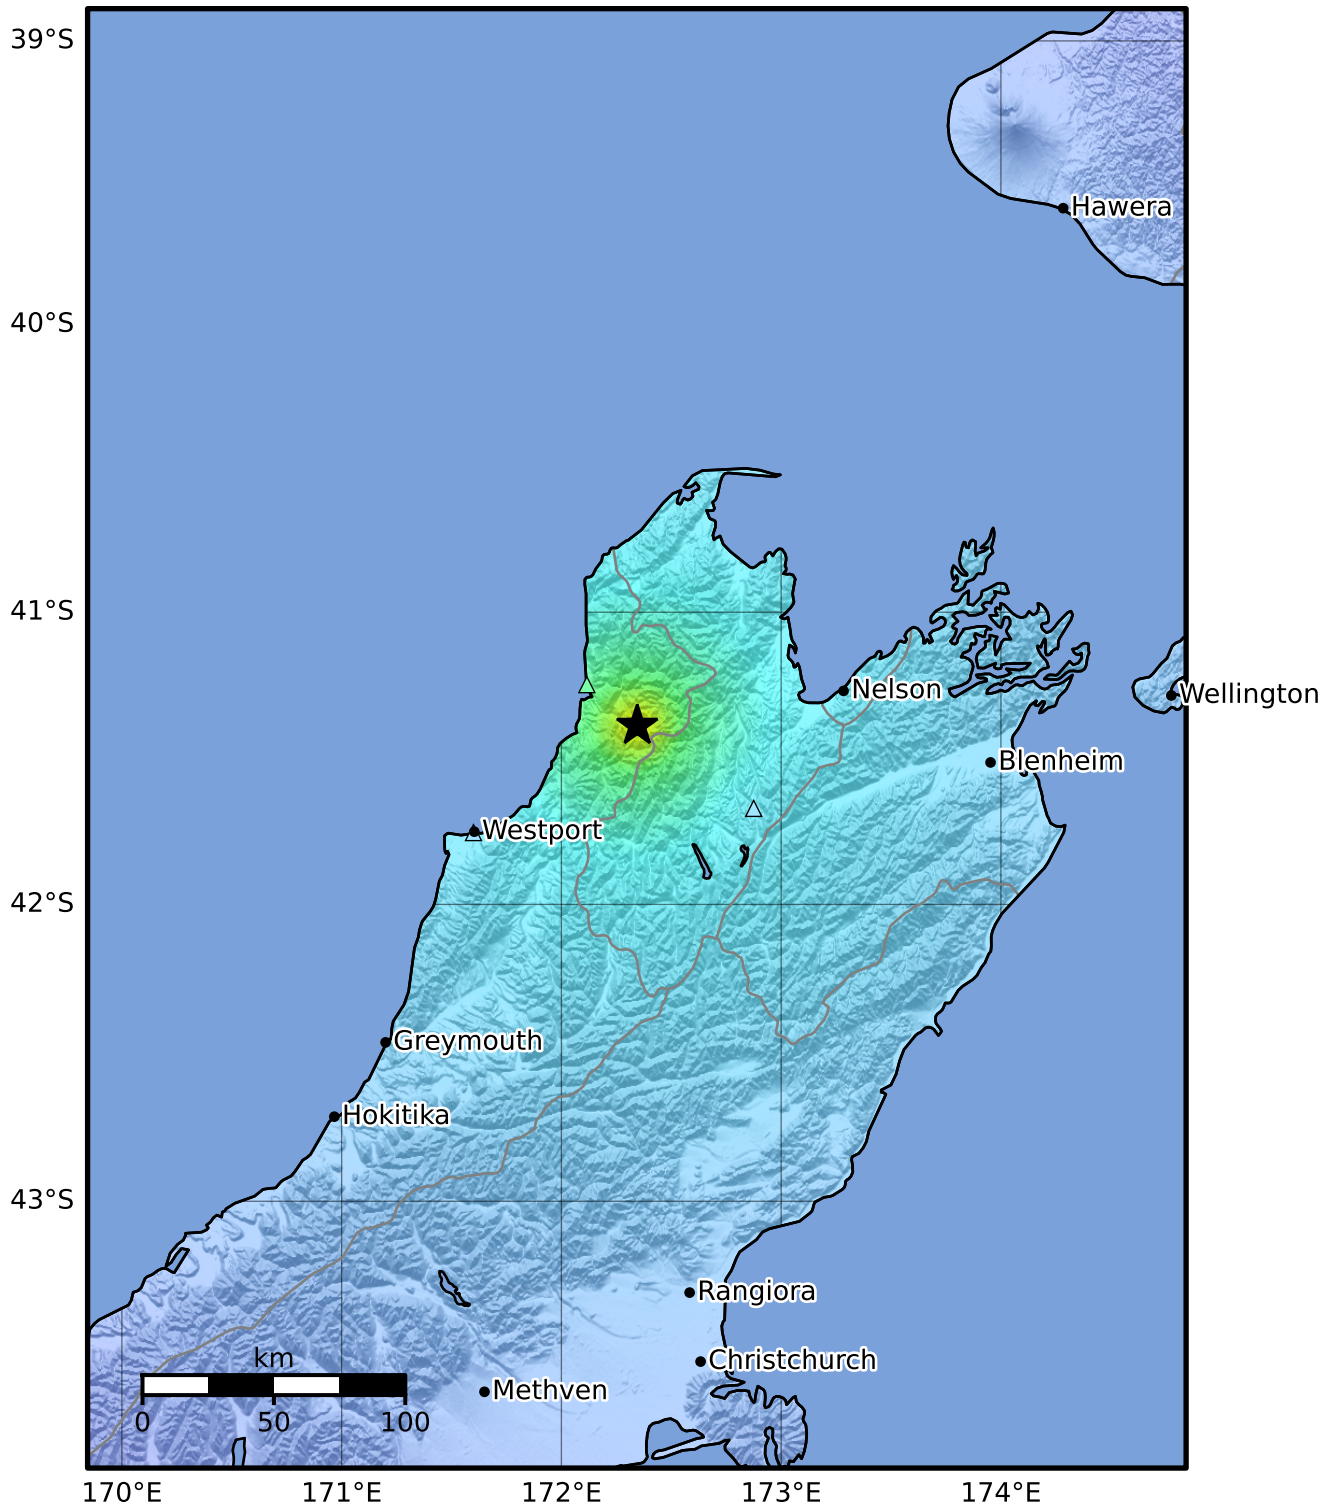 39°S
Hawera
40°S
41°S
Nelson
Wellington
Blenheim
Westport
42°S
Greymouth
Hokitika
43°S
Rangiora
km
Christchurch
Methven
0 50 100
170°E 171°E 172°E 173°E 174°E